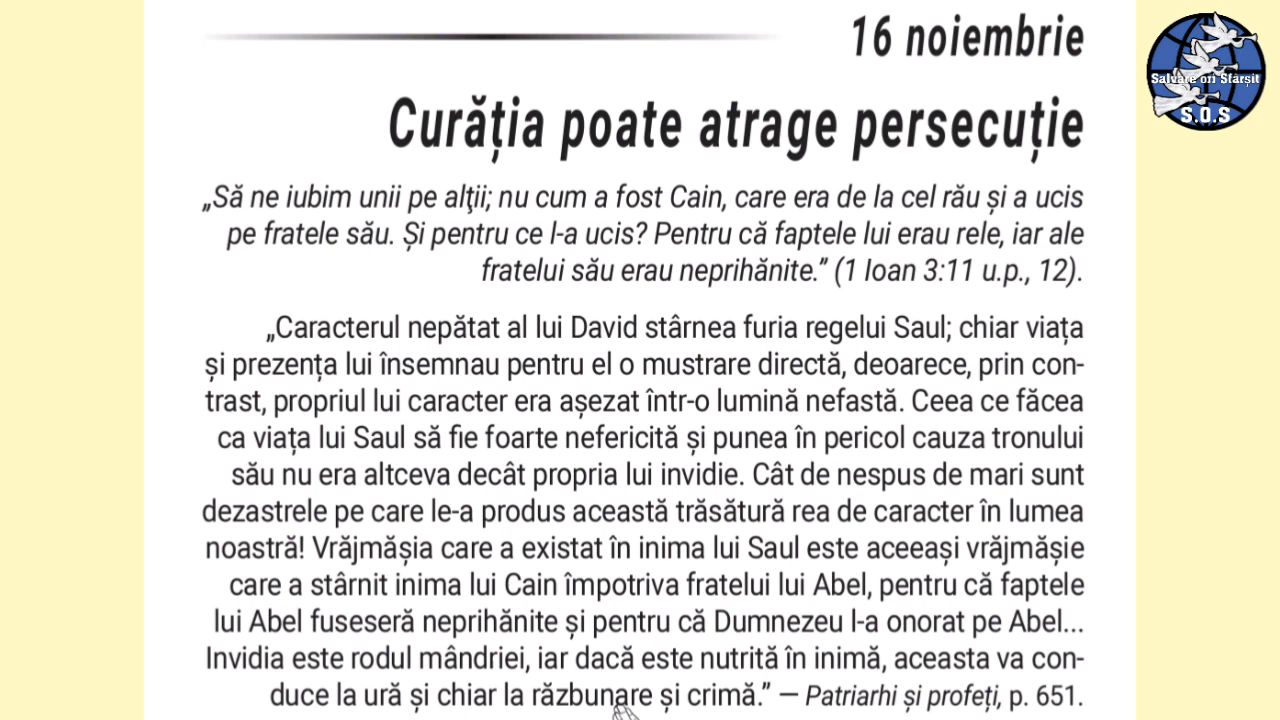 16 noiembrie
Curăția poate atrage persecuție
„Să ne iubim unii pe alţii; nu cum a fost Cain, care era de la cel rău și a ucis
pe fratele său. Și pentru ce l-a ucis? Pentru că faptele lui erau rele, iar ale
fratelui său erau neprihănite.” (1 Ioan 3:11 u.p., 12).
„Caracterul nepătat al lui David stârnea furia regelui Saul; chiar viața
și prezența lui însemnau pentru el o mustrare directă, deoarece, prin con-
trast, propriul lui caracter era așezat într-o lumină nefastă. Ceea ce făcea
ca viața lui Saul să fie foarte nefericită și punea în pericol cauza tronului
său nu era altceva decât propria lui invidie. Cât de nespus de mari sunt
dezastrele pe care le-a produs această trăsătură rea de caracter în lumea
noastră! Vrăjmășia care a existat în inima lui Saul este aceeași vrăjmășie
care a stârnit inima lui Cain împotriva fratelui lui Abel, pentru că faptele
lui Abel fuseseră neprihănite și pentru că Dumnezeu l-a onorat pe Abel...
Invidia este rodul mândriei, iar dacă este nutrită în inimă, aceasta va con-
duce la ură și chiar la răzbunare și crimă.” — Patriarhi și profeți, p. 651.
Salvare ori Sfârșit
S.O.S